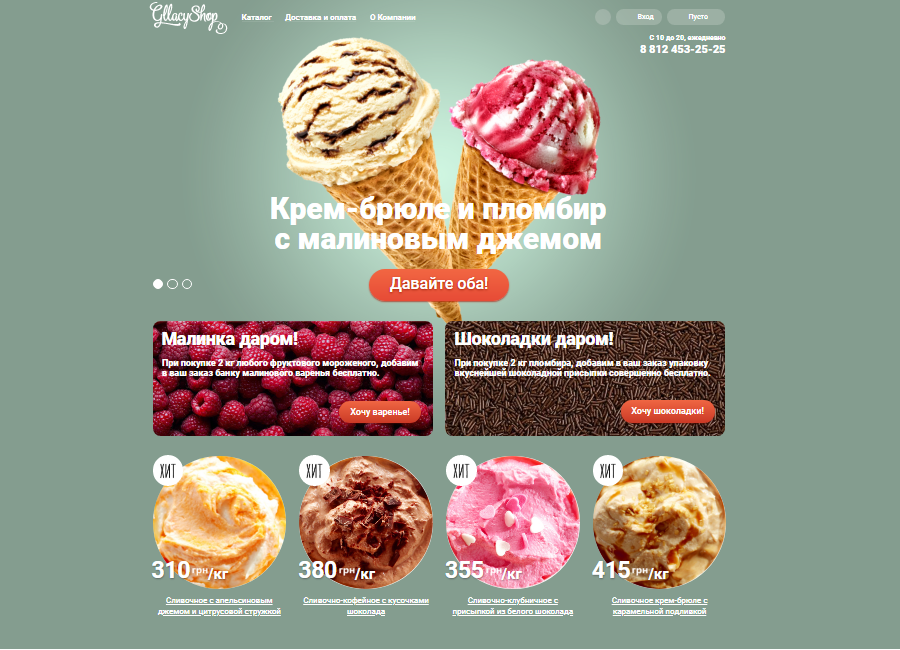 GllacyShop
Каталог
Доставка и оплата
О Компании
Вход
Пусто
С 10 до 20, ежедневно
8 812 453-25-25
Крем-брюле и пломбир
с малиновым джемом
Давайте оба!
Малинка даром!
При покупке 2 кг любого фруктового мороженого, добавим
в ваш заказ банку малинового варенья бесплатно.
Хочу варенье!
Шоколадки даром!
При покупке 2 кг пломбира, добавим в ваш заказ упаковку
вкуснейшей шоколадной присыпки совершенно бесплатно.
Хочу шоколадки!
ХИТ
310 грн/кг
Сливочное с апельсиновым
джемом и цитрусовой стружкой
ХИТ
380 грн/кг
Сливочно-кофейное с кусочками
шоколада
ХИТ
355 грн/кг
Сливочно-клубничное с
присыпкой из белого шоколада
ХИТ
415 грн/кг
Сливочное крем-брюле с
карамельной подливкой